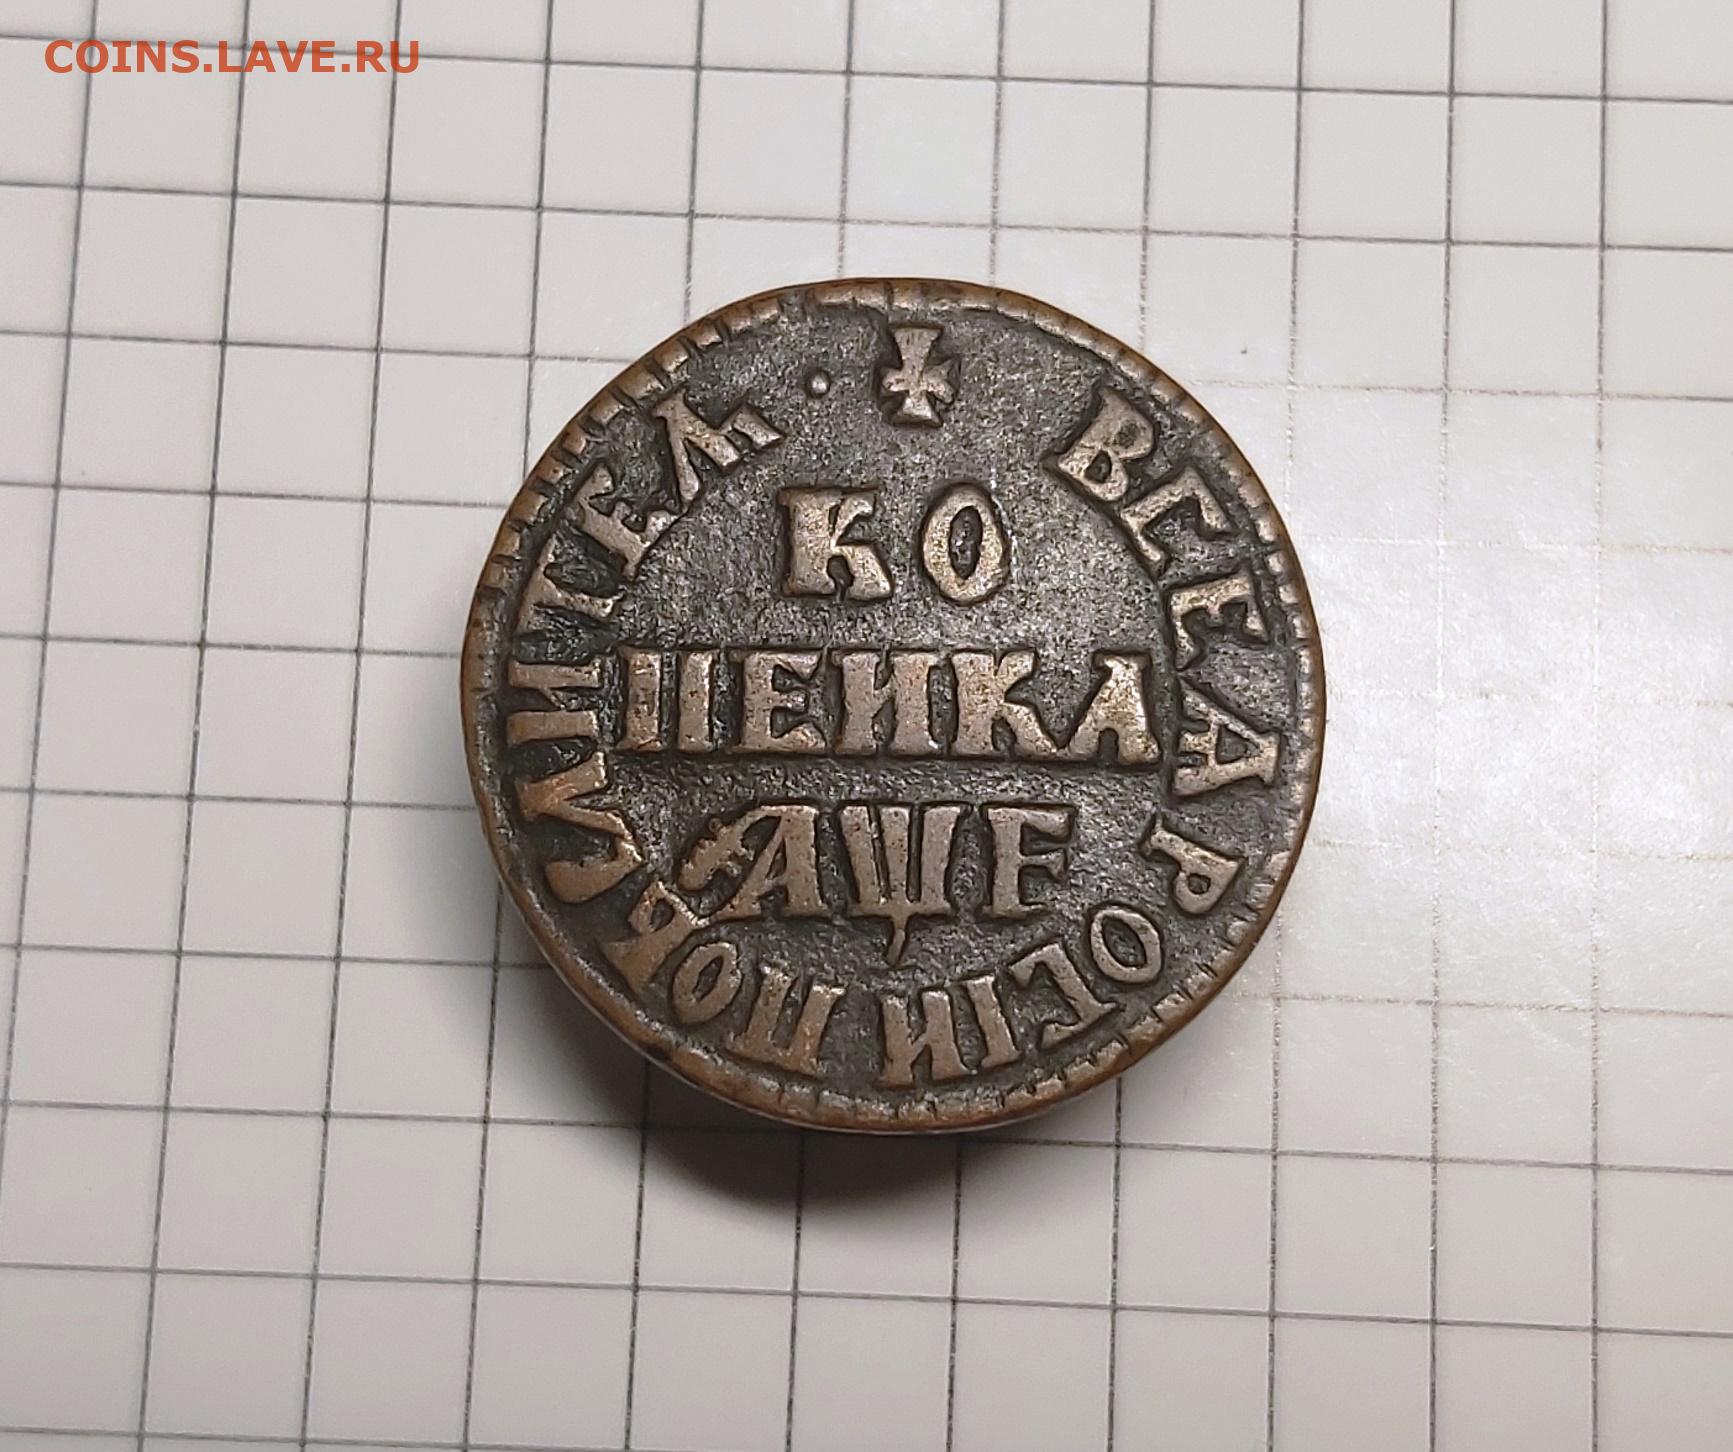 COINS.LAVE.RU
ВСЕА РОСІИ ПОВЕЛИТЕЛЬ ·
КО
ПЕИКА
҂АѰЕ